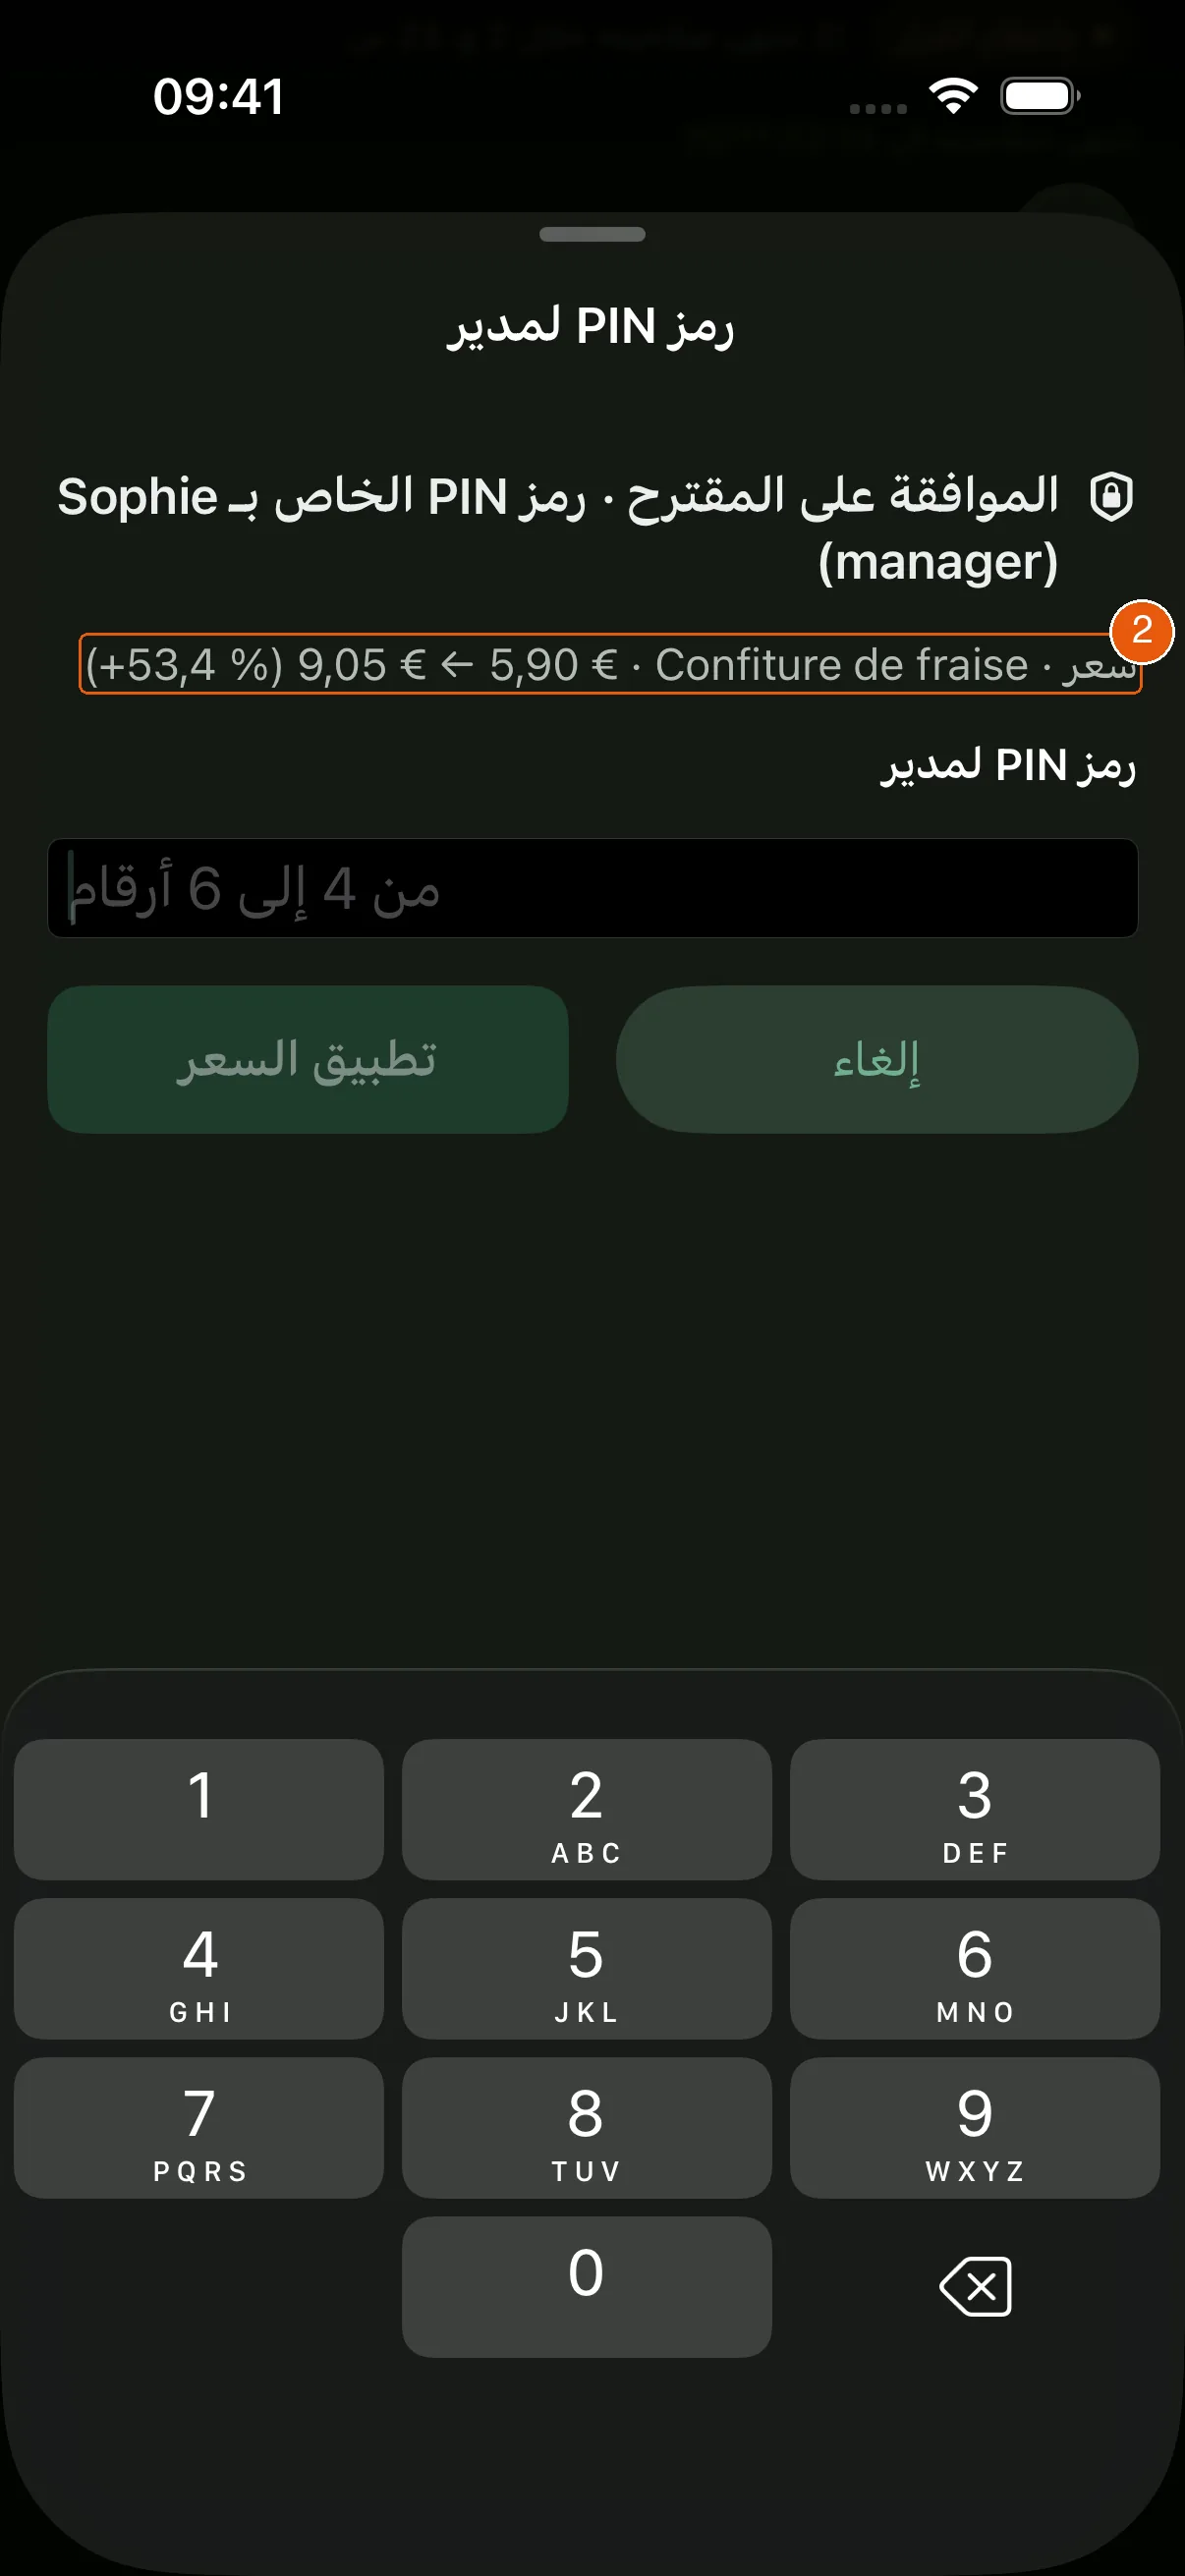 09:41
رمز PIN لمدير
الموافقة على المقترح · رمز PIN الخاص بـ Sophie
(manager)
2
سعر · Confiture de fraise · 5,90 € ← 9,05 € (+53,4 %)
رمز PIN لمدير
من 4 إلى 6 أرقام
إلغاء
تطبيق السعر
1
2
ABC
3
DEF
4
GHI
5
JKL
6
MNO
7
PQRS
8
TUV
9
WXYZ
0